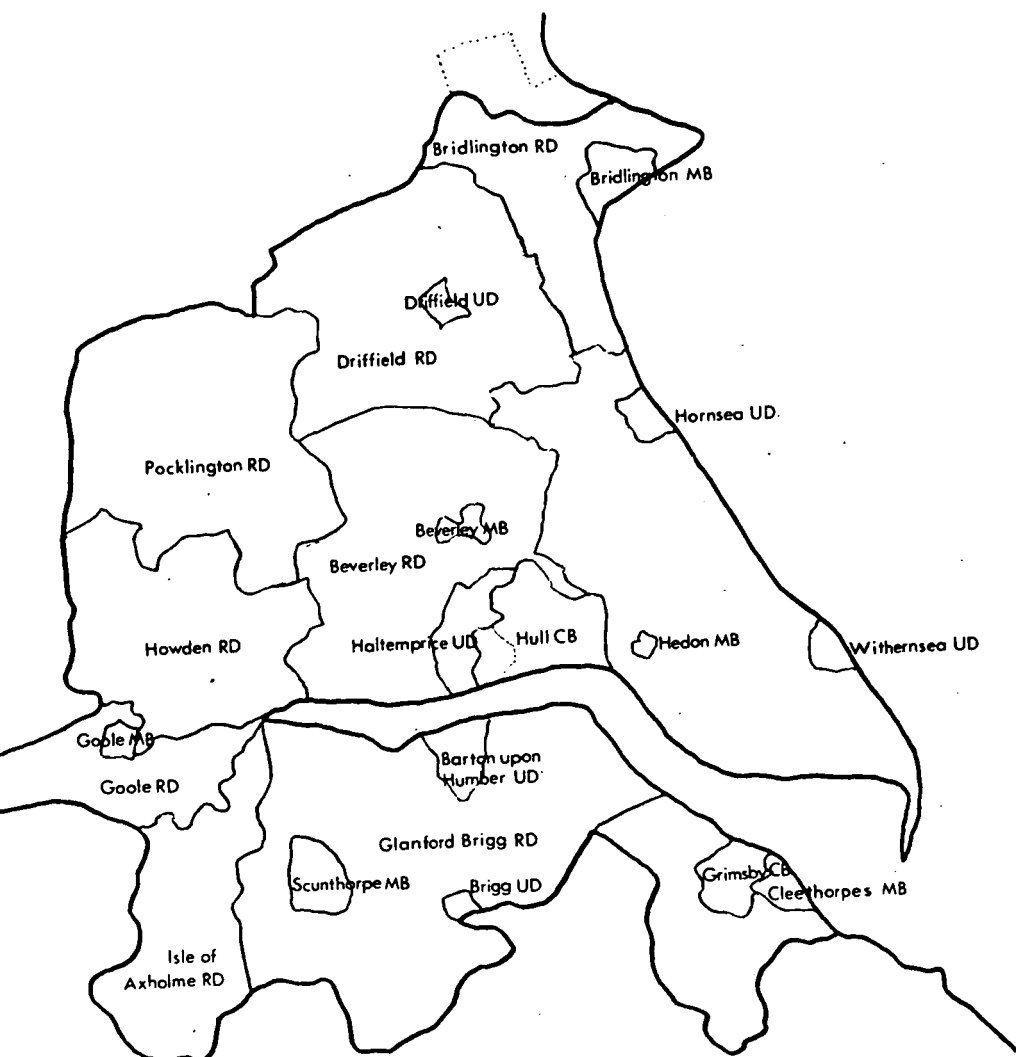 Bridlington RD
Bridlington MB
Driffield UD
Driffield RD
Hornsea UD.
Pocklington RD
Beverley MB
Beverley RD
Howden RD
Haltemprice UD
Hull CB
Hedon MB
Withernsea UD
Goole MB
Goole RD
Barton upon
Humber UD
Glanford Brigg RD
Scunthorpe MB
Brigg UD
Grimsby CB
Cleethorpes MB
Isle of
Axholme RD